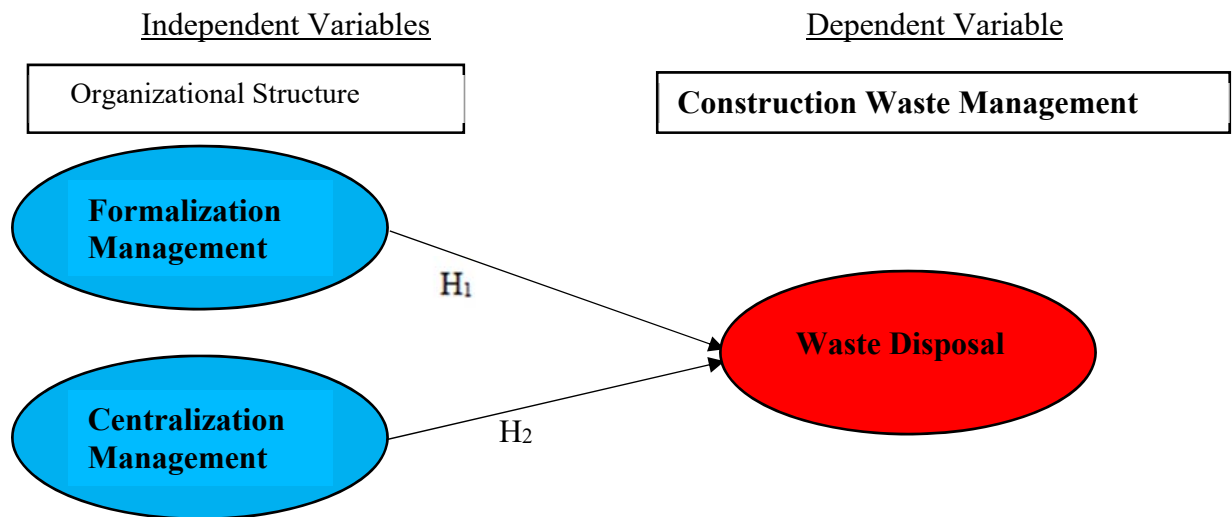 Independent Variables
Dependent Variable
Organizational Structure
Construction Waste Management
Formalization
Management
H₁
Waste Disposal
Centralization
Management
H₂